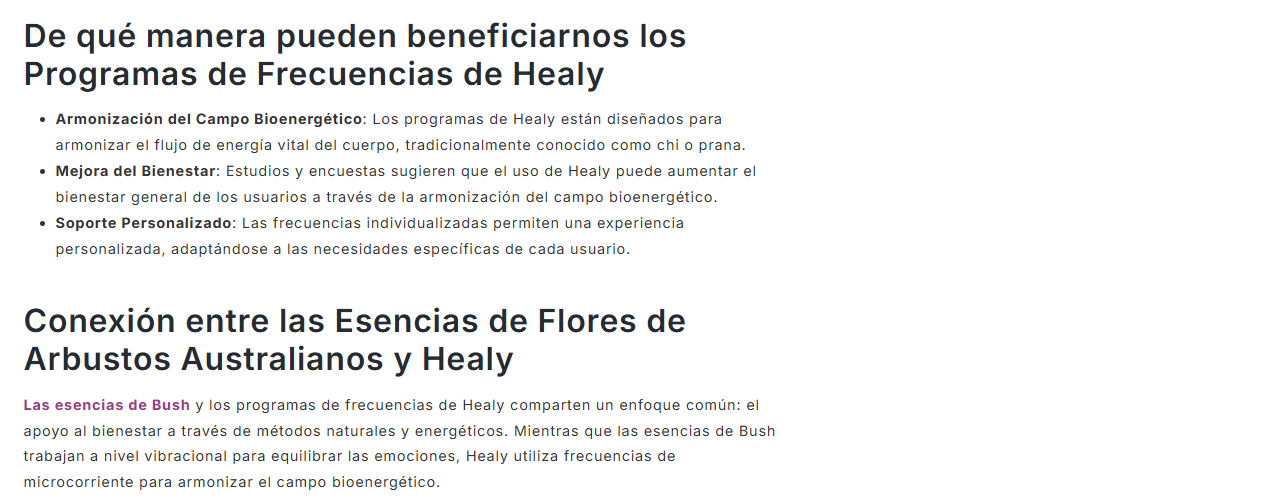 De qué manera pueden beneficiarnos los
Programas de Frecuencias de Healy
• Armonización del Campo Bioenergético: Los programas de Healy están diseñados para
armonizar el flujo de energía vital del cuerpo, tradicionalmente conocido como chi o prana.
• Mejora del Bienestar: Estudios y encuestas sugieren que el uso de Healy puede aumentar el
bienestar general de los usuarios a través de la armonización del campo bioenergético.
• Soporte Personalizado: Las frecuencias individualizadas permiten una experiencia
personalizada, adaptándose a las necesidades específicas de cada usuario.
Conexión entre las Esencias de Flores de
Arbustos Australianos y Healy
Las esencias de Bush y los programas de frecuencias de Healy comparten un enfoque común: el
apoyo al bienestar a través de métodos naturales y energéticos. Mientras que las esencias de Bush
trabajan a nivel vibracional para equilibrar las emociones, Healy utiliza frecuencias de
microcorriente para armonizar el campo bioenergético.